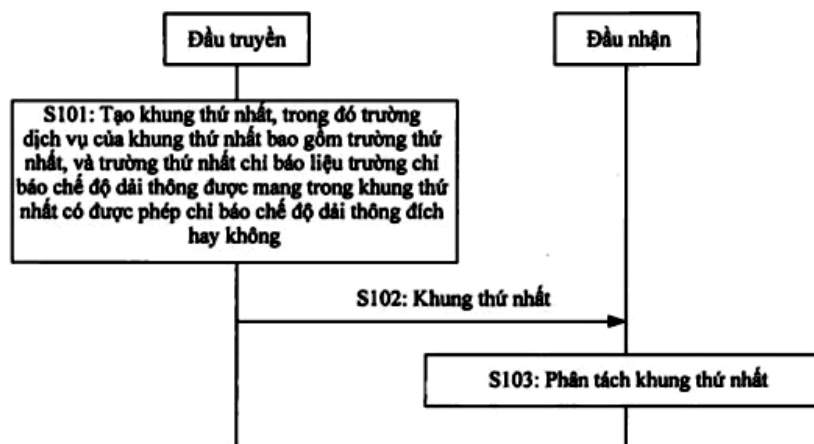 Đầu truyền
Đầu nhận
S101: Tạo khung thứ nhất, trong đó trường
dịch vụ của khung thứ nhất bao gồm trường thứ
nhất, và trường thứ nhất chỉ báo liệu trường chỉ
báo chế độ dải thông được mang trong khung thứ
nhất có được phép chỉ báo chế độ dải thông đích
hay không
S102: Khung thứ nhất
S103: Phân tách khung thứ nhất